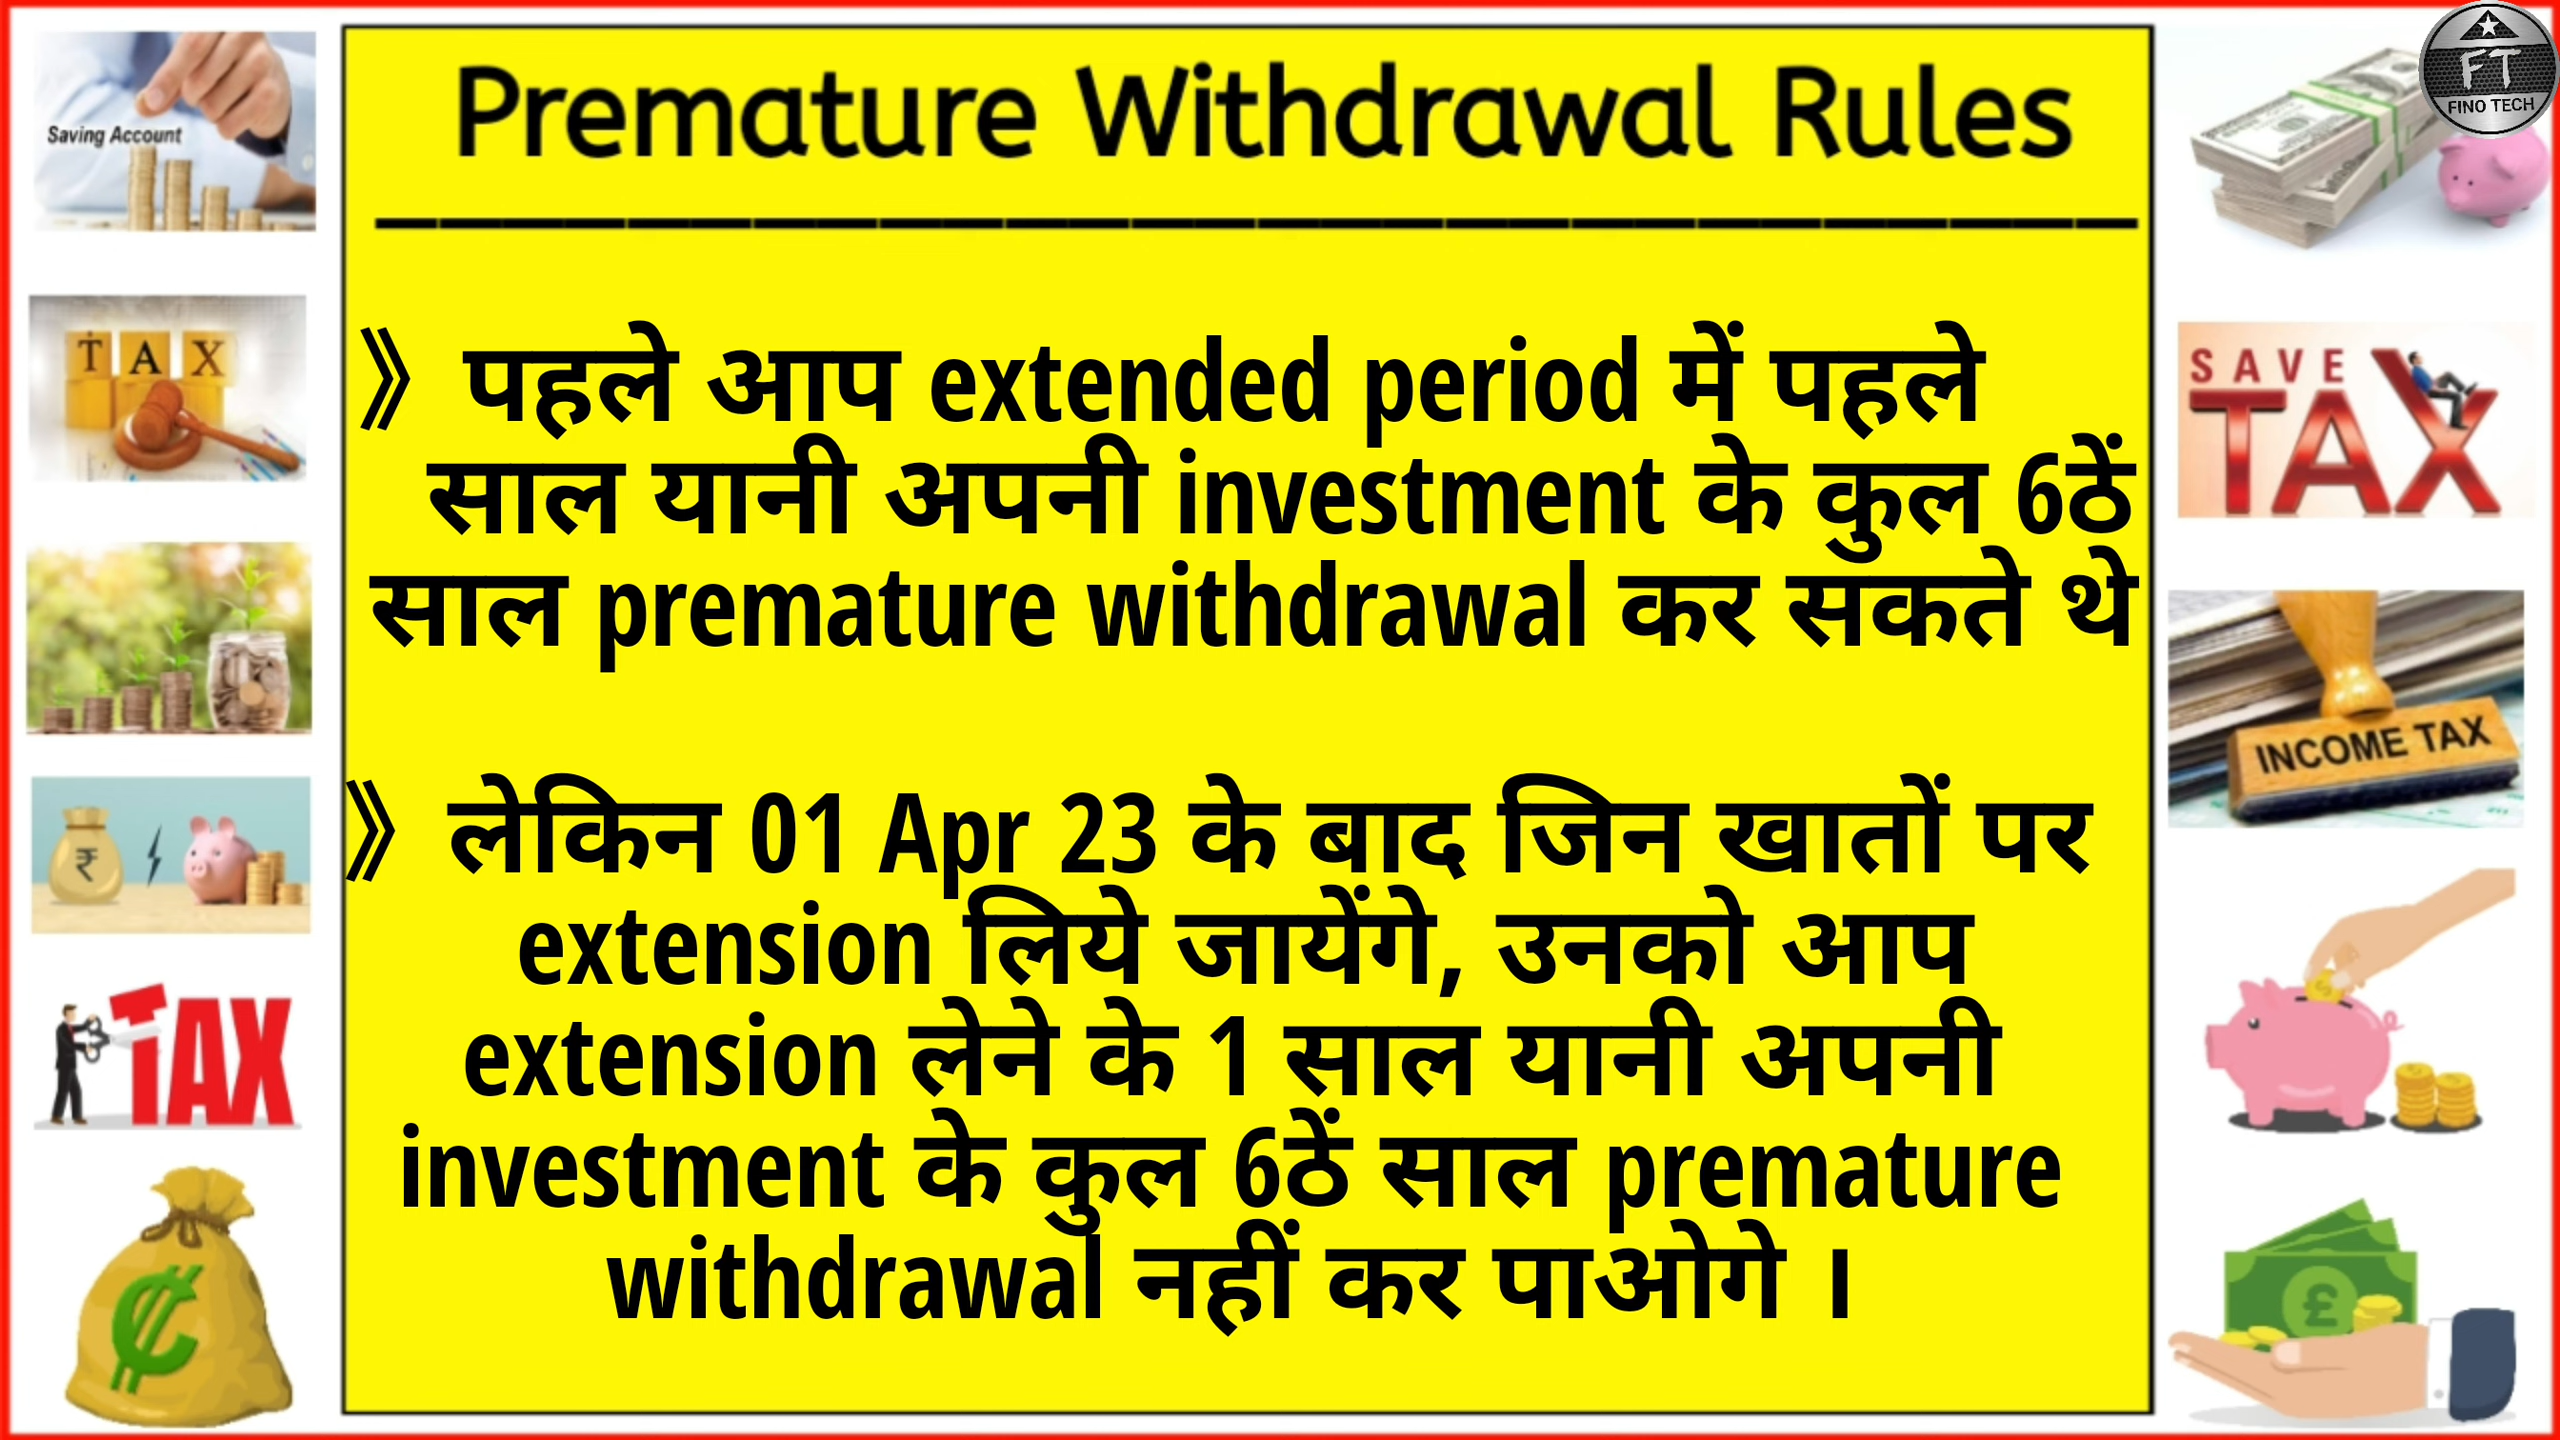 Premature Withdrawal Rules
》पहले आप extended period में पहले
साल यानी अपनी investment के कुल 6ठें
साल premature withdrawal कर सकते थे
》लेकिन 01 Apr 23 के बाद जिन खातों पर
extension लिये जायेंगे, उनको आप
extension लेने के 1 साल यानी अपनी
investment के कुल 6ठें साल premature
withdrawal नहीं कर पाओगे ।
Saving Account
TAX
₹
TAX
₵
FT
FINO TECH
SAVE
TAX
INCOME TAX
£